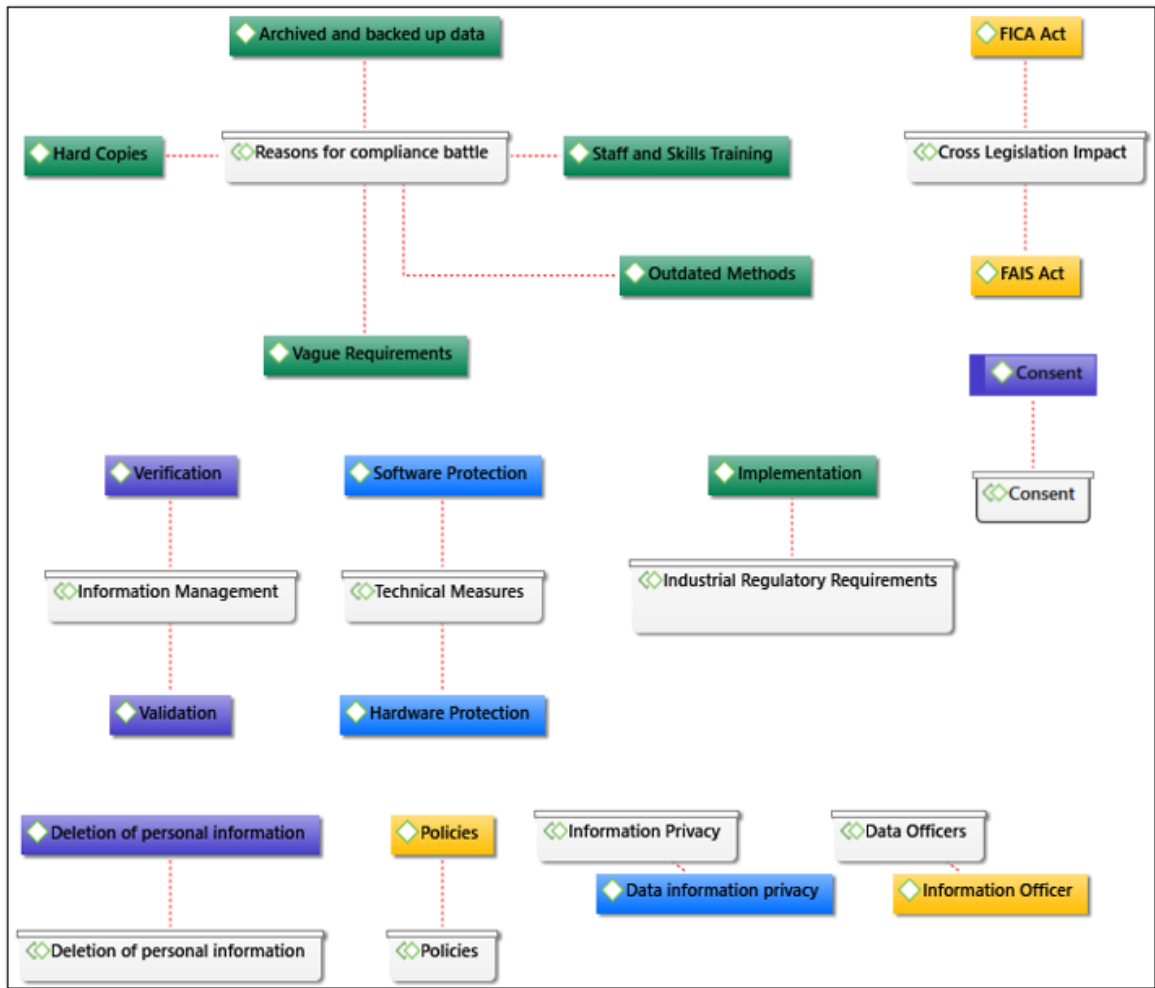 Archived and backed up data
FICA Act
Hard Copies
Reasons for compliance battle
Staff and Skills Training
Cross Legislation Impact
Outdated Methods
FAIS Act
Vague Requirements
Consent
Verification
Software Protection
Implementation
Consent
Information Management
Technical Measures
Industrial Regulatory Requirements
Validation
Hardware Protection
Deletion of personal information
Policies
Information Privacy
Data Officers
Data information privacy
Information Officer
Deletion of personal information
Policies